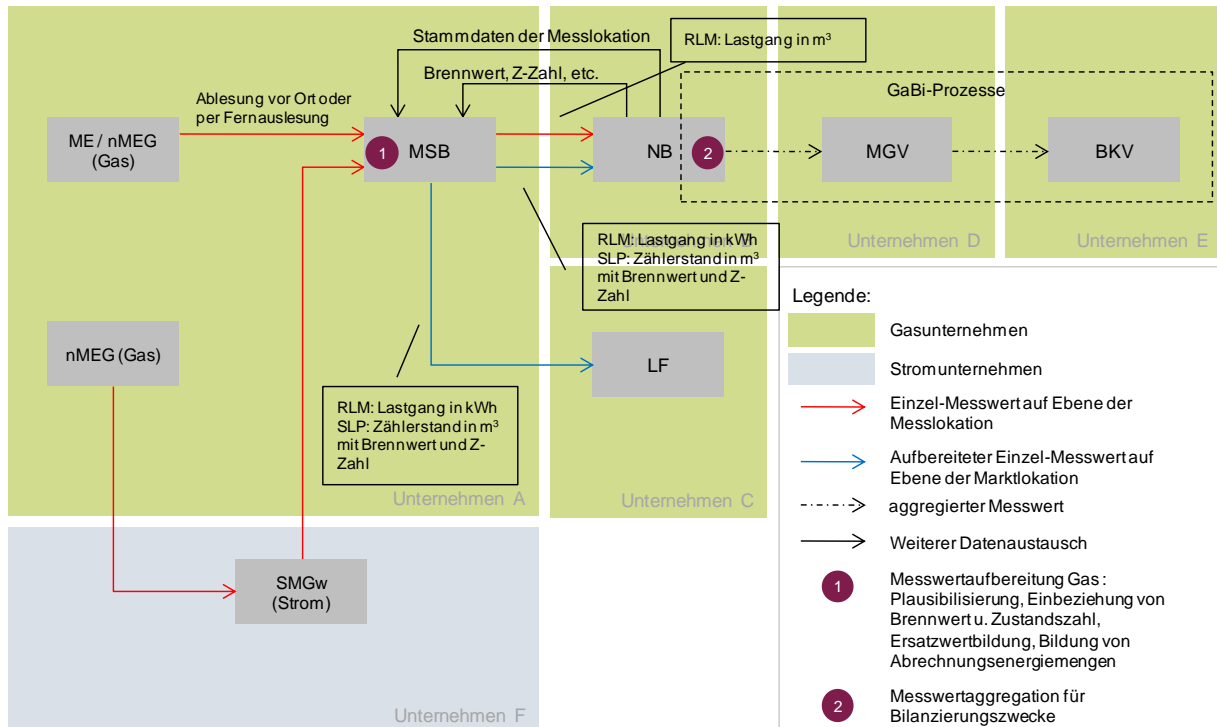 Stammdaten der Messlokation
RLM: Lastgang in m³
Brennwert, Z-Zahl, etc.
GaBi-Prozesse
Ablesung vor Ort oder
per Fernauslesung
ME / nMEG
(Gas)
1
MSB
NB
2
MGV
BKV
RLM: Lastgang in kWh
SLP: Zählerstand in m³
mit Brennwert und Z-
Zahl
Unternehmen B
Unternehmen D
Unternehmen E
nMEG (Gas)
LF
RLM: Lastgang in kWh
SLP: Zählerstand in m³
mit Brennwert und Z-
Zahl
Unternehmen A
Unternehmen C
SMGw
(Strom)
Unternehmen F
Legende:
Gasunternehmen
Stromunternehmen
Einzel-Messwert auf Ebene der
Messlokation
Aufbereiteter Einzel-Messwert auf
Ebene der Marktlokation
aggregierter Messwert
Weiterer Datenaustausch
1
Messwertaufbereitung Gas :
Plausibilisierung, Einbeziehung von
Brennwert u. Zustandszahl,
Ersatzwertbildung, Bildung von
Abrechnungsenergiemengen
2
Messwertaggregation für
Bilanzierungszwecke